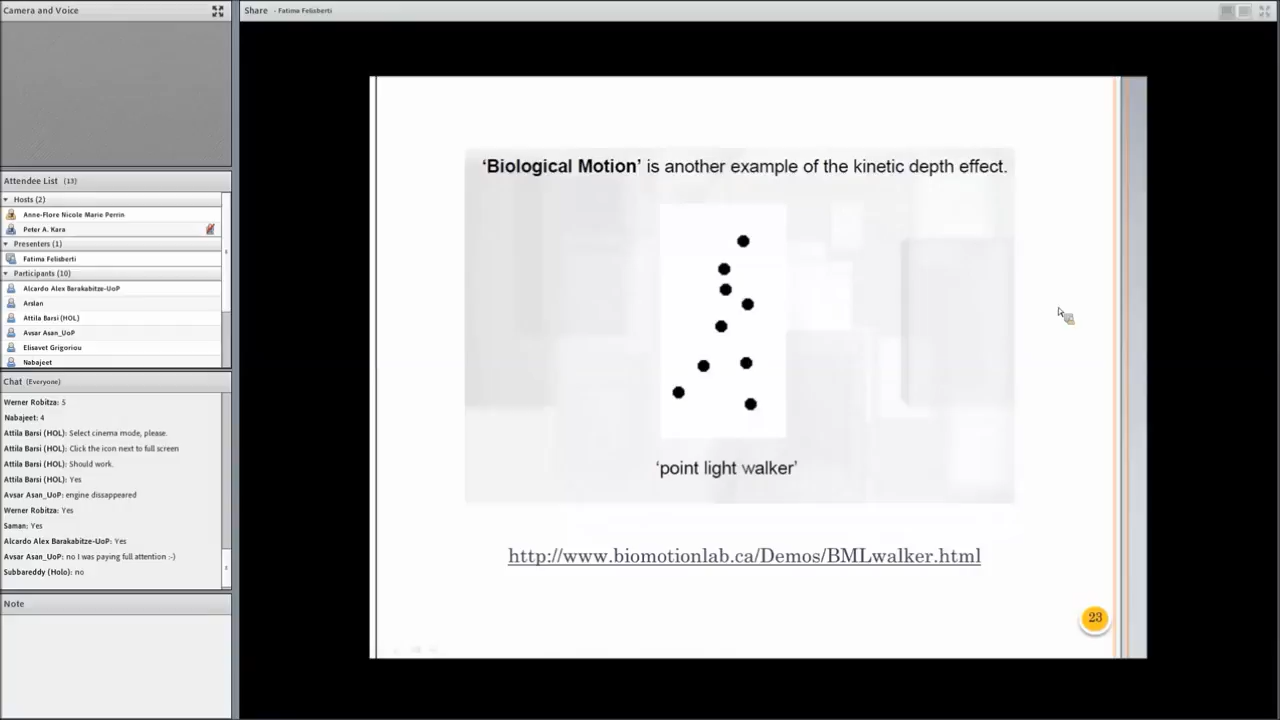 Camera and Voice
Share - Fatima Felisberti
Attendee List (13)
Hosts (2)
Anne-Flore Nicole Marie Perrin
Peter A. Kara
Presenters (1)
Fatima Felisberti
Participants (10)
Alcardo Alex Barakabitze-UoP
Arslan
Attila Barsi (HOL)
Avsar Asan_UoP
Elisavet Grigoriou
Nabajeet
Chat (Everyone)
Werner Robitza: 5
Nabajeet: 4
Attila Barsi (HOL): Select cinema mode, please.
Attila Barsi (HOL): Click the icon next to full screen
Attila Barsi (HOL): Should work.
Attila Barsi (HOL): Yes
Avsar Asan_UoP: engine dissappeared
Werner Robitza: Yes
Saman: Yes
Alcardo Alex Barakabitze-UoP: Yes
Avsar Asan_UoP: no I was paying full attention :-)
Subbareddy (Holo): no
Note
‘Biological Motion’ is another example of the kinetic depth effect.
‘point light walker’
http://www.biomotionlab.ca/Demos/BMLwalker.html
23